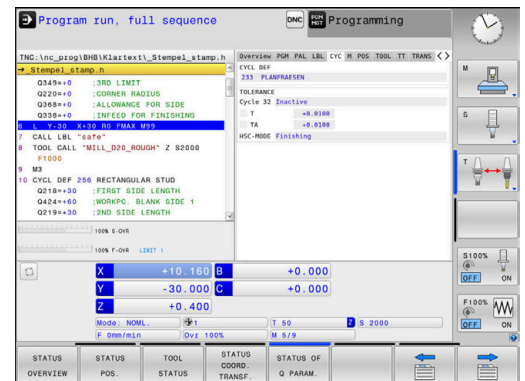 Program run, full sequence
DNC
PGM MGT
Programming
TNC:\nc_prog\BHB\Klartext\_Stempel_stamp.h
→_Stempel_stamp.h
Q349=+0 ;3RD LIMIT
Q220=+0 ;CORNER RADIUS
Q368=+0 ;ALLOWANCE FOR SIDE
Q338=+0 ;INFEED FOR FINISHING
6 L Y-30 X+30 R0 FMAX M99
7 CALL LBL "safe"
8 TOOL CALL "MILL_D20_ROUGH" Z S2000
F1000
9 M3
10 CYCL DEF 256 RECTANGULAR STUD
Q218=+30 ;FIRST SIDE LENGTH
Q424=+60 ;WORKPC. BLANK SIDE 1
Q219=+30 ;2ND SIDE LENGTH
Overview PGM PAL LBL CYC M POS TOOL TT TRANS
CYCL DEF
233 PLANFRAESEN
TOLERANCE
Cycle 32 Inactive
T +0.0100
TA +0.0100
HSC-MODE Finishing
100% S-OVR
100% F-OVR LIMIT 1
X +10.160 B +0.000
Y -30.000 C +0.000
Z +0.400
Mode: NOML. 1 T 50 Z S 2000
F 0mm/min Ovr 100% M 5/9
M
S
T
S100%
OFF ON
F100%
OFF ON
STATUS OVERVIEW
STATUS POS.
TOOL STATUS
STATUS COORD. TRANSF.
STATUS OF Q PARAM.